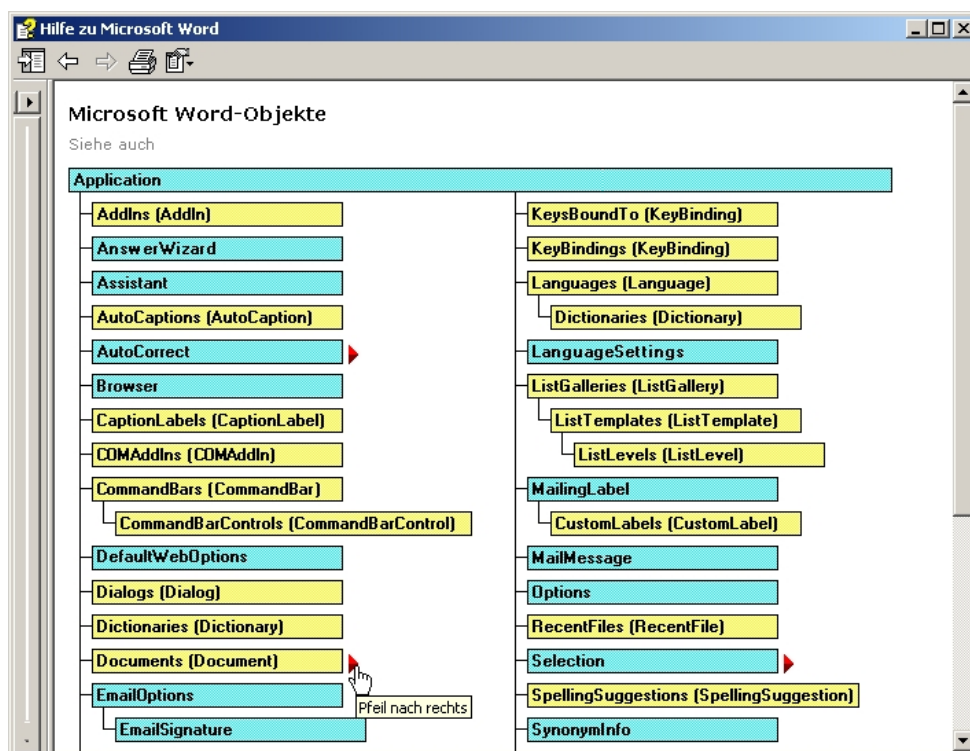 Hilfe zu Microsoft Word
Microsoft Word-Objekte
Siehe auch
Application
AddIns (AddIn)
AnswerWizard
Assistant
AutoCaptions (AutoCaption)
AutoCorrect
Browser
CaptionLabels (CaptionLabel)
COMAddIns (COMAddIn)
CommandBars (CommandBar)
CommandBarControls (CommandBarControl)
DefaultWebOptions
Dialogs (Dialog)
Dictionaries (Dictionary)
Documents (Document)
Pfeil nach rechts
EmailOptions
EmailSignature
KeysBoundTo (KeyBinding)
KeyBindings (KeyBinding)
Languages (Language)
Dictionaries (Dictionary)
LanguageSettings
ListGalleries (ListGallery)
ListTemplates (ListTemplate)
ListLevels (ListLevel)
MailingLabel
CustomLabels (CustomLabel)
MailMessage
Options
RecentFiles (RecentFile)
Selection
SpellingSuggestions (SpellingSuggestion)
SynonymInfo